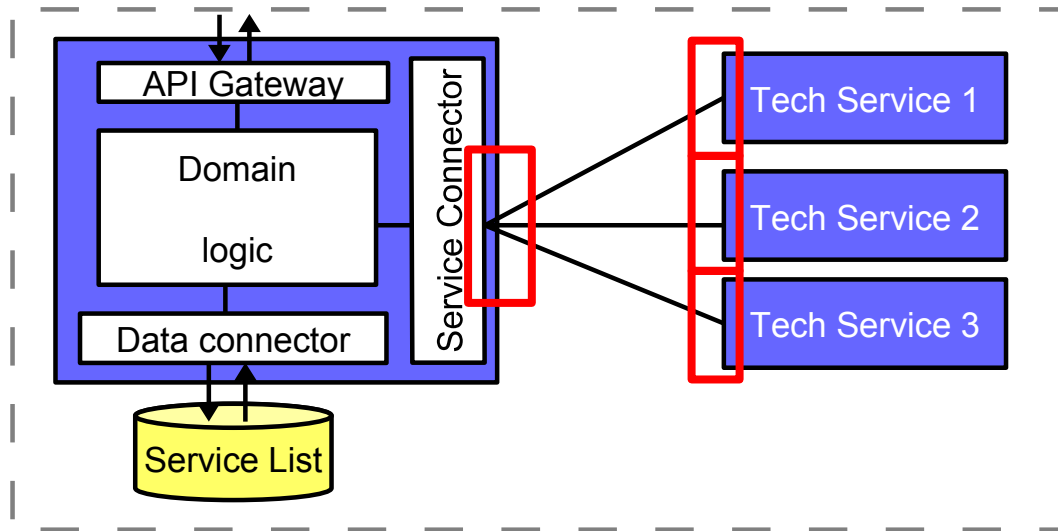 API Gateway
Domain
logic
Service Connector
Data connector
Service List
Tech Service 1
Tech Service 2
Tech Service 3